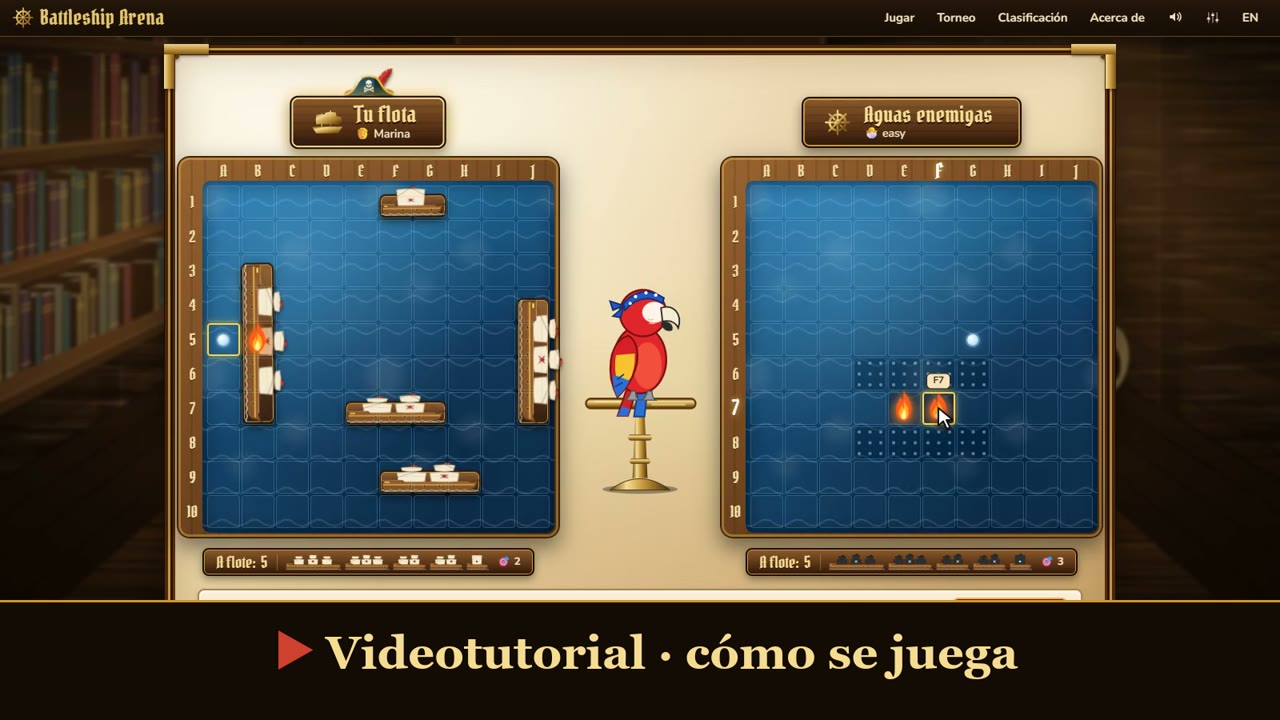 Battleship Arena
Jugar Torneo Clasificación Acerca de EN
Tu flota
Marina
Aguas enemigas
easy
A B C D E F G H I J
1
2
3
4
5
6
7
8
9
10
A B C D E F G H I J
1
2
3
4
5
6
7
8
9
10
F7
A flote: 5 2
A flote: 5 3
Videotutorial · cómo se juega